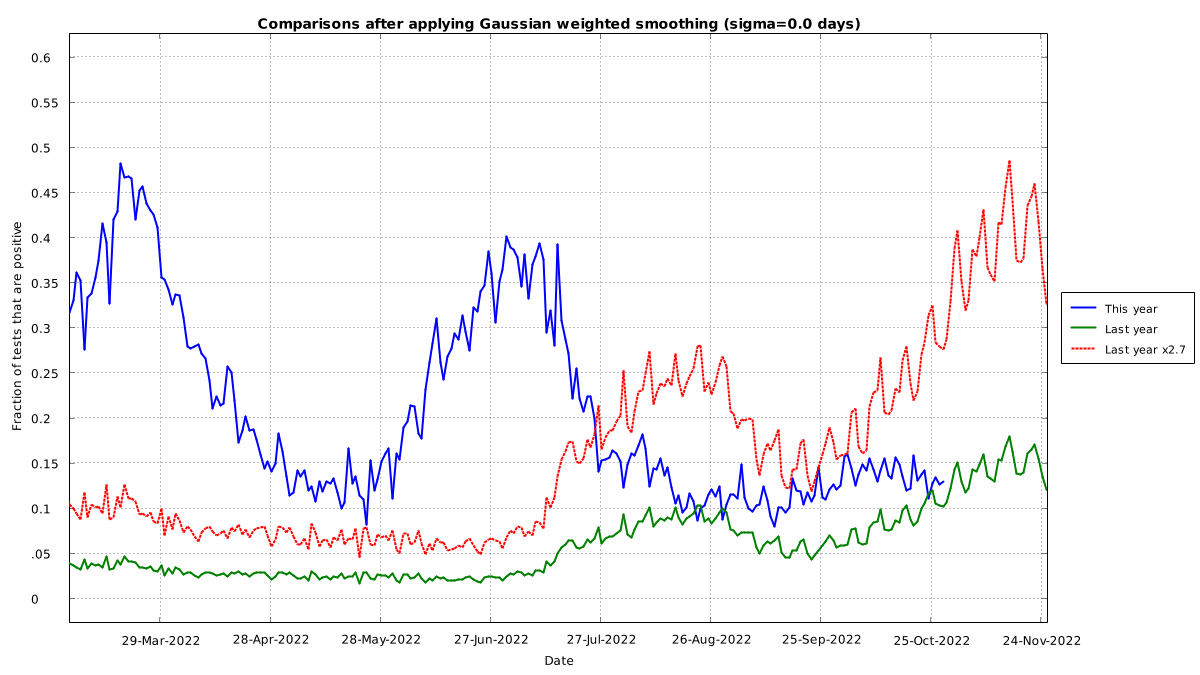 Comparisons after applying Gaussian weighted smoothing (sigma=0.0 days)
0.6
0.55
0.5
0.45
0.4
0.35
0.3
0.25
0.2
0.15
0.1
.05
0
Fraction of tests that are positive
29-Mar-2022
28-Apr-2022
28-May-2022
27-Jun-2022
27-Jul-2022
26-Aug-2022
25-Sep-2022
25-Oct-2022
24-Nov-2022
Date
This year
Last year
Last year x2.7